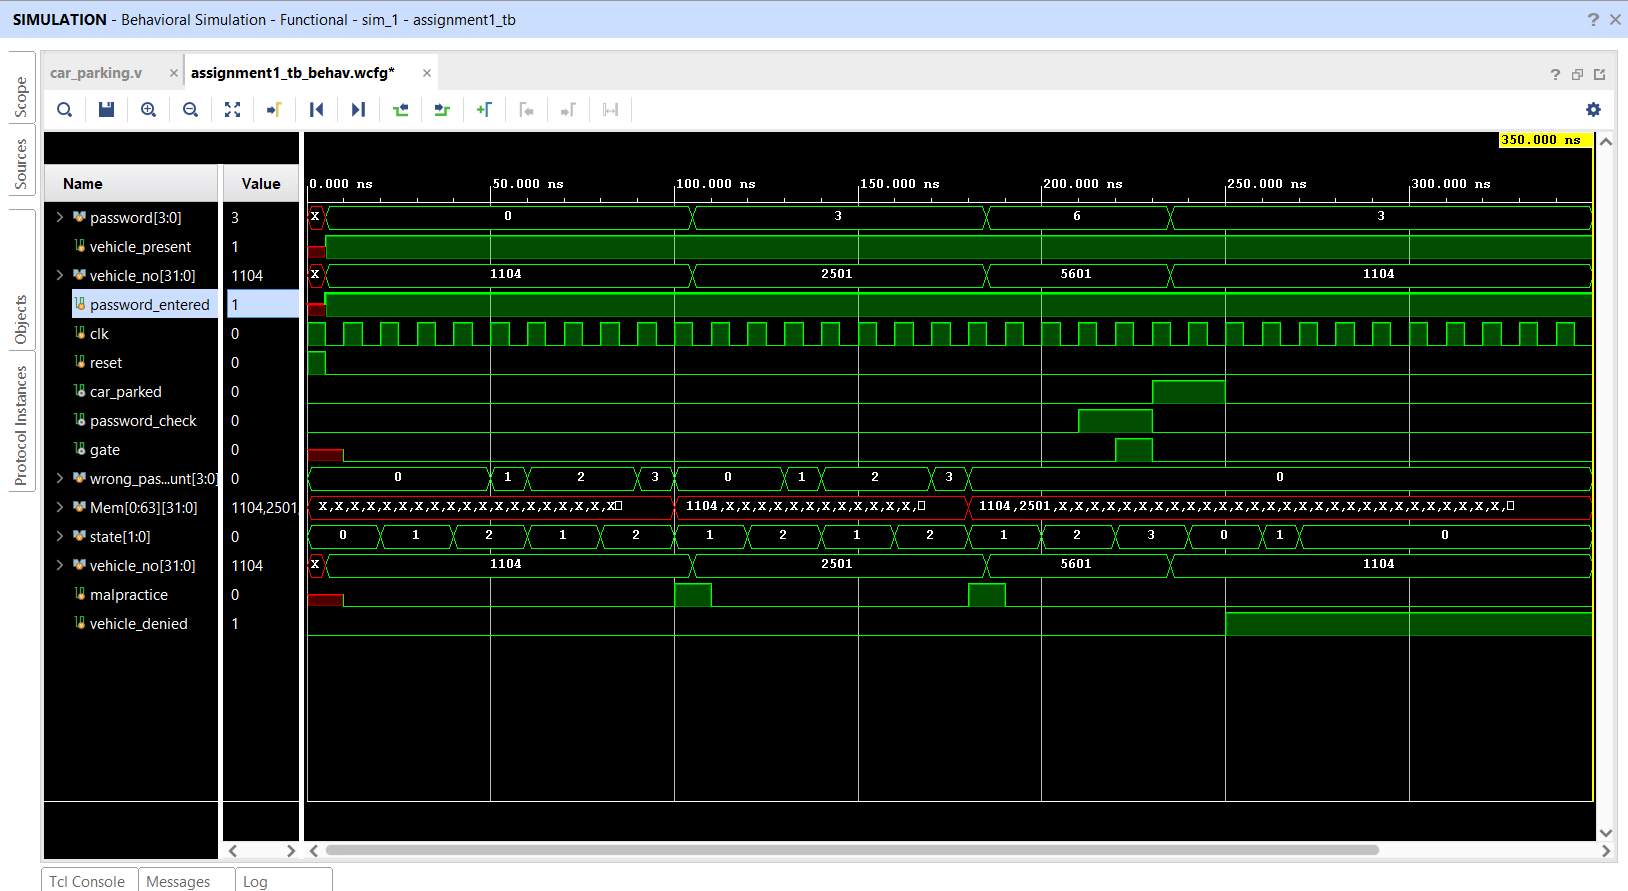 SIMULATION - Behavioral Simulation - Functional - sim_1 - assignment1_tb ? ×
Scope
Sources
Objects
Protocol Instances
car_parking.v × assignment1_tb_behav.wcfg* × ?
350.000 ns
Name Value 0.000 ns 50.000 ns 100.000 ns 150.000 ns 200.000 ns 250.000 ns 300.000 ns
password[3:0] 3 X 0 3 6 3
vehicle_present 1
vehicle_no[31:0] 1104 X 1104 2501 5601 1104
password_entered 1
clk 0
reset 0
car_parked 0
password_check 0
gate 0
wrong_pas...unt[3:0] 0 0 1 2 3 0 1 2 3 0
Mem[0:63][31:0] 1104,2501, X,X,X,X,X,X,X,X,X,X,X,X,X,X,X,X,X 1104,X,X,X,X,X,X,X,X,X,X, 1104,2501,X,X,X,X,X,X,X,X,X,X,X,X,X,X,X,X,X,X,X,X,X,X,X,X,
state[1:0] 0 0 1 2 1 2 1 2 1 2 1 2 3 0 1 0
vehicle_no[31:0] 1104 X 1104 2501 5601 1104
malpractice 0
vehicle_denied 1
Tcl Console Messages Log